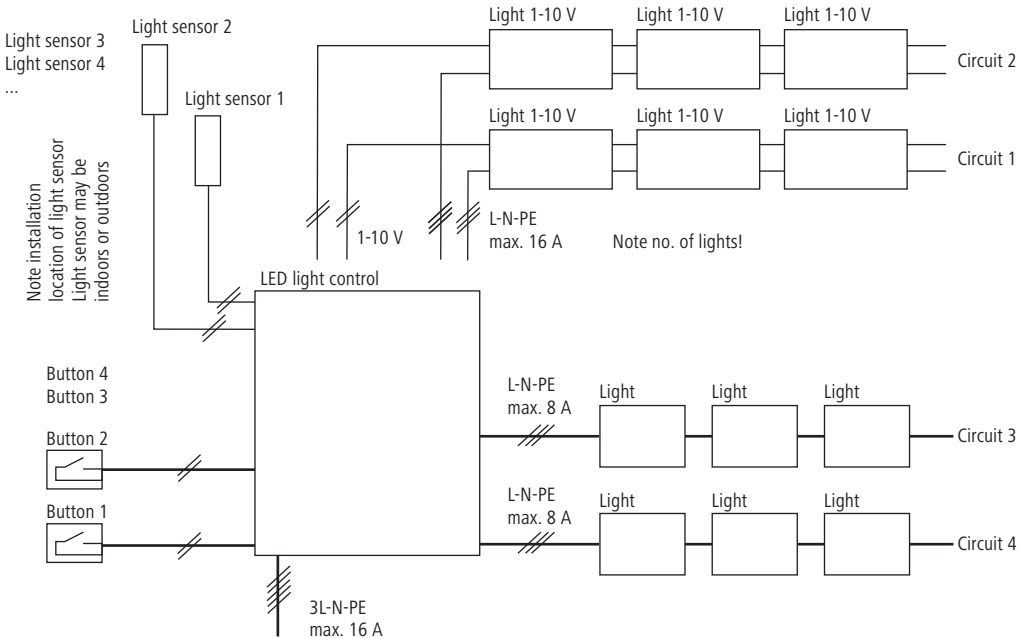 Light 1-10 V
Light 1-10 V
Light 1-10 V
Light sensor 3
Light sensor 4
...
Light sensor 2
Circuit 2
Light sensor 1
Light 1-10 V
Light 1-10 V
Light 1-10 V
Circuit 1
Note installation
location of light sensor
Light sensor may be
indoors or outdoors
1-10 V
L-N-PE
max. 16 A
Note no. of lights!
LED light control
Button 4
Button 3
Button 2
Button 1
L-N-PE
max. 8 A
Light
Light
Light
Circuit 3
L-N-PE
max. 8 A
Light
Light
Light
Circuit 4
3L-N-PE
max. 16 A